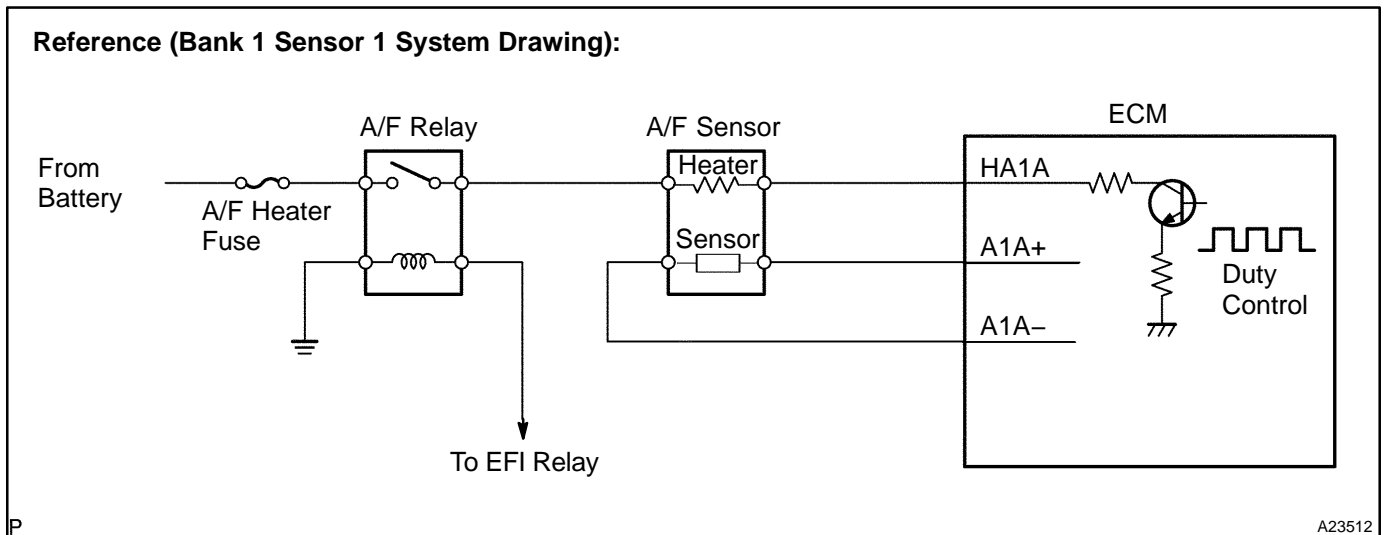 Reference (Bank 1 Sensor 1 System Drawing):
A/F Relay
A/F Sensor
ECM
From
Battery
A/F Heater
Fuse
Heater
Sensor
HA1A
A1A+
A1A−
Duty
Control
To EFI Relay
P
A23512